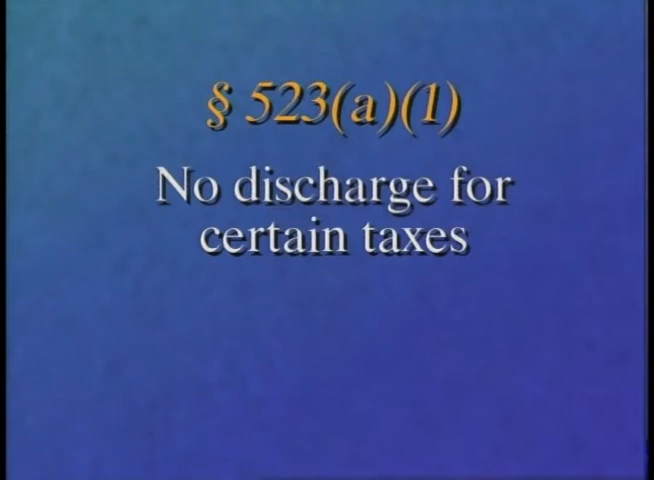 § 523(a)(1)
No discharge for
certain taxes